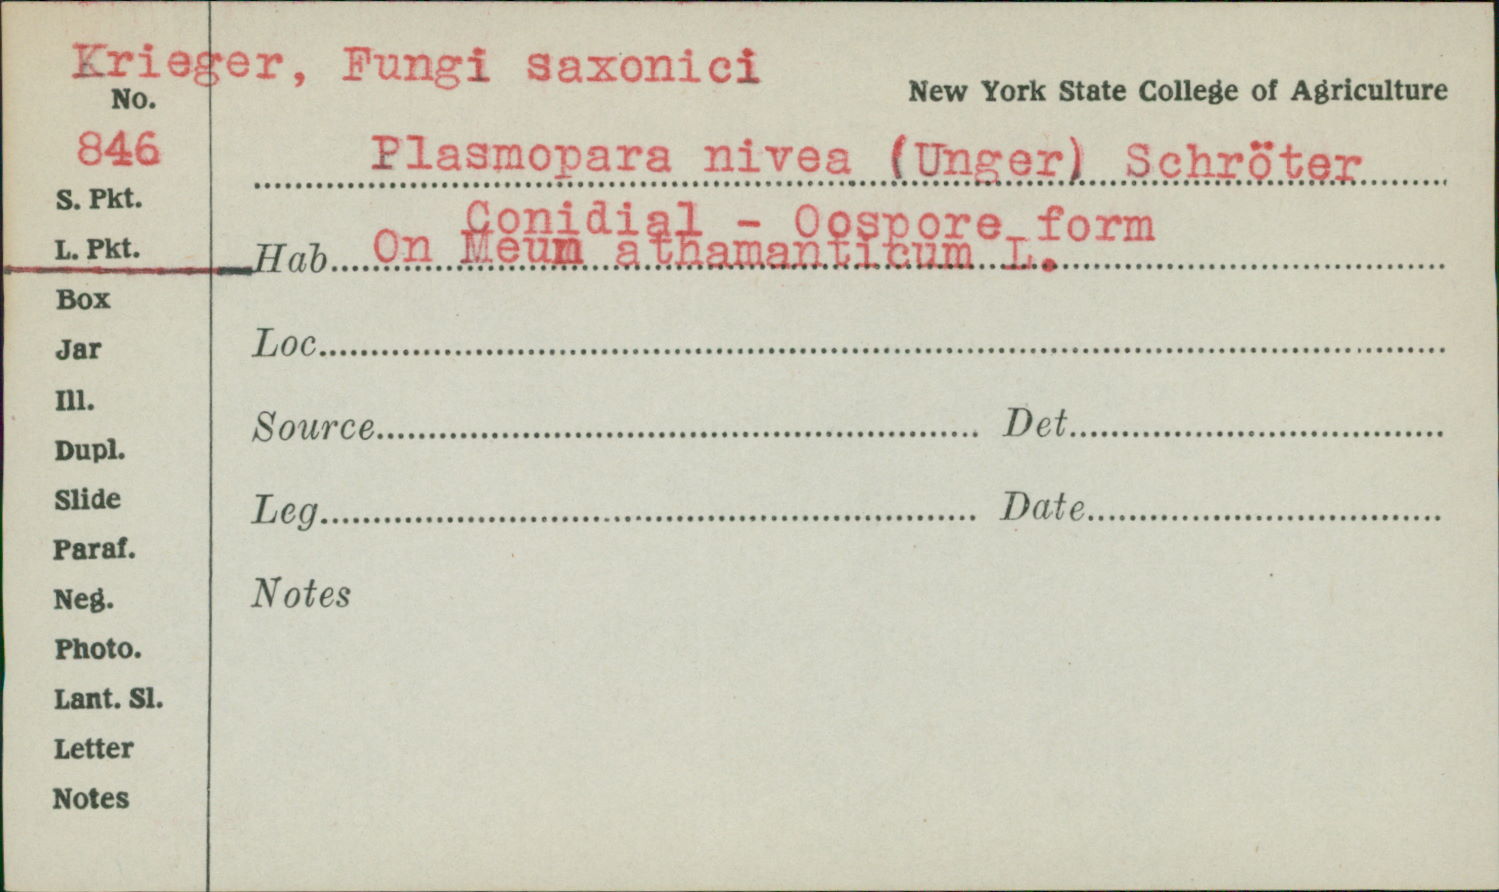 Krieger, Fungi saxonici
New York State College of Agriculture
No.
846
Plasmopara nivea (Unger) Schröter
S. Pkt.
Conidial - Oospore form
L. Pkt.
Hab. On Meum athamanticum L.
Box
Jar
Loc.
Ill.
Source
Det.
Dupl.
Slide
Leg.
Date
Paraf.
Neg.
Notes
Photo.
Lant. Sl.
Letter
Notes